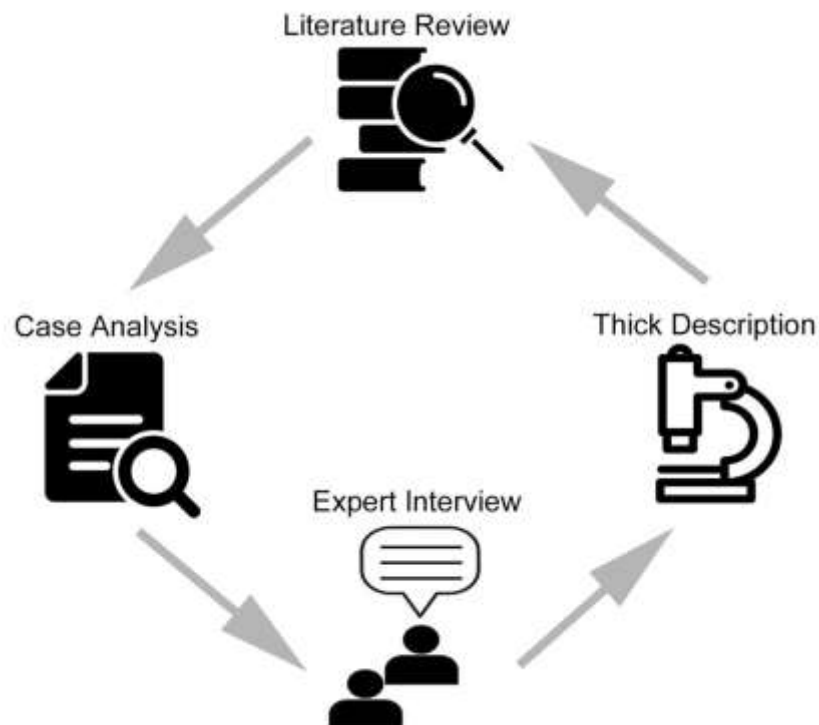 Literature Review
Case Analysis
Thick Description
Expert Interview